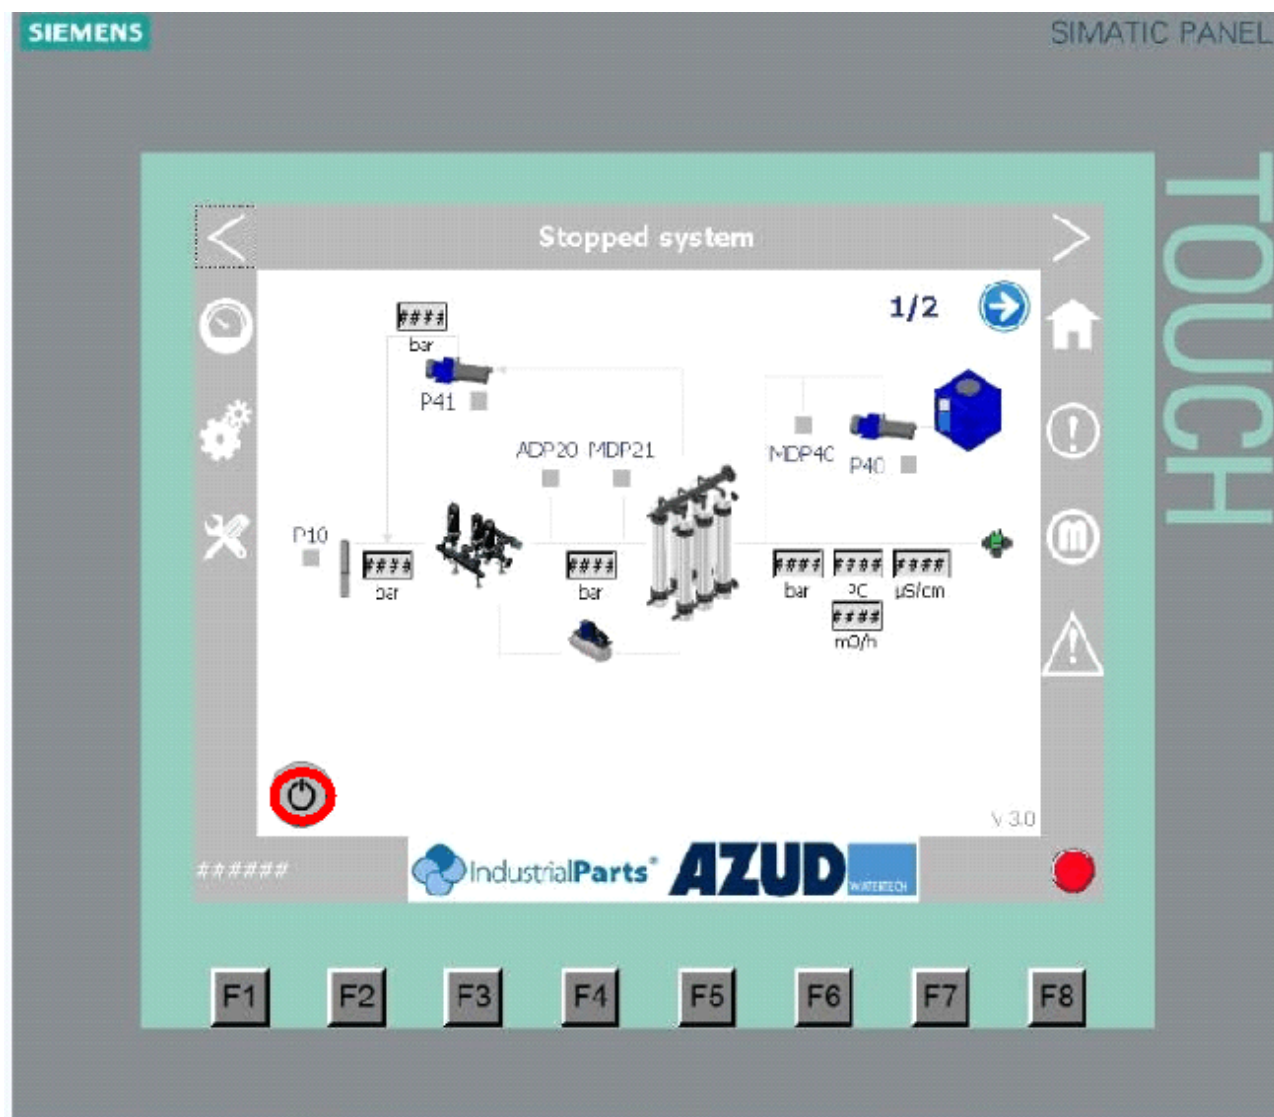 SIEMENS
SIMATIC PANEL
TOUCH
Stopped system
1/2
####
bar
P41
ADP20 MDP21
MDP40
P40
P10
####
bar
####
bar
#### #### ####
bar ºC µS/cm
####
m3/h
m
V 3.0
######
IndustrialParts®
AZUD
WATERTECH
F1 F2 F3 F4 F5 F6 F7 F8